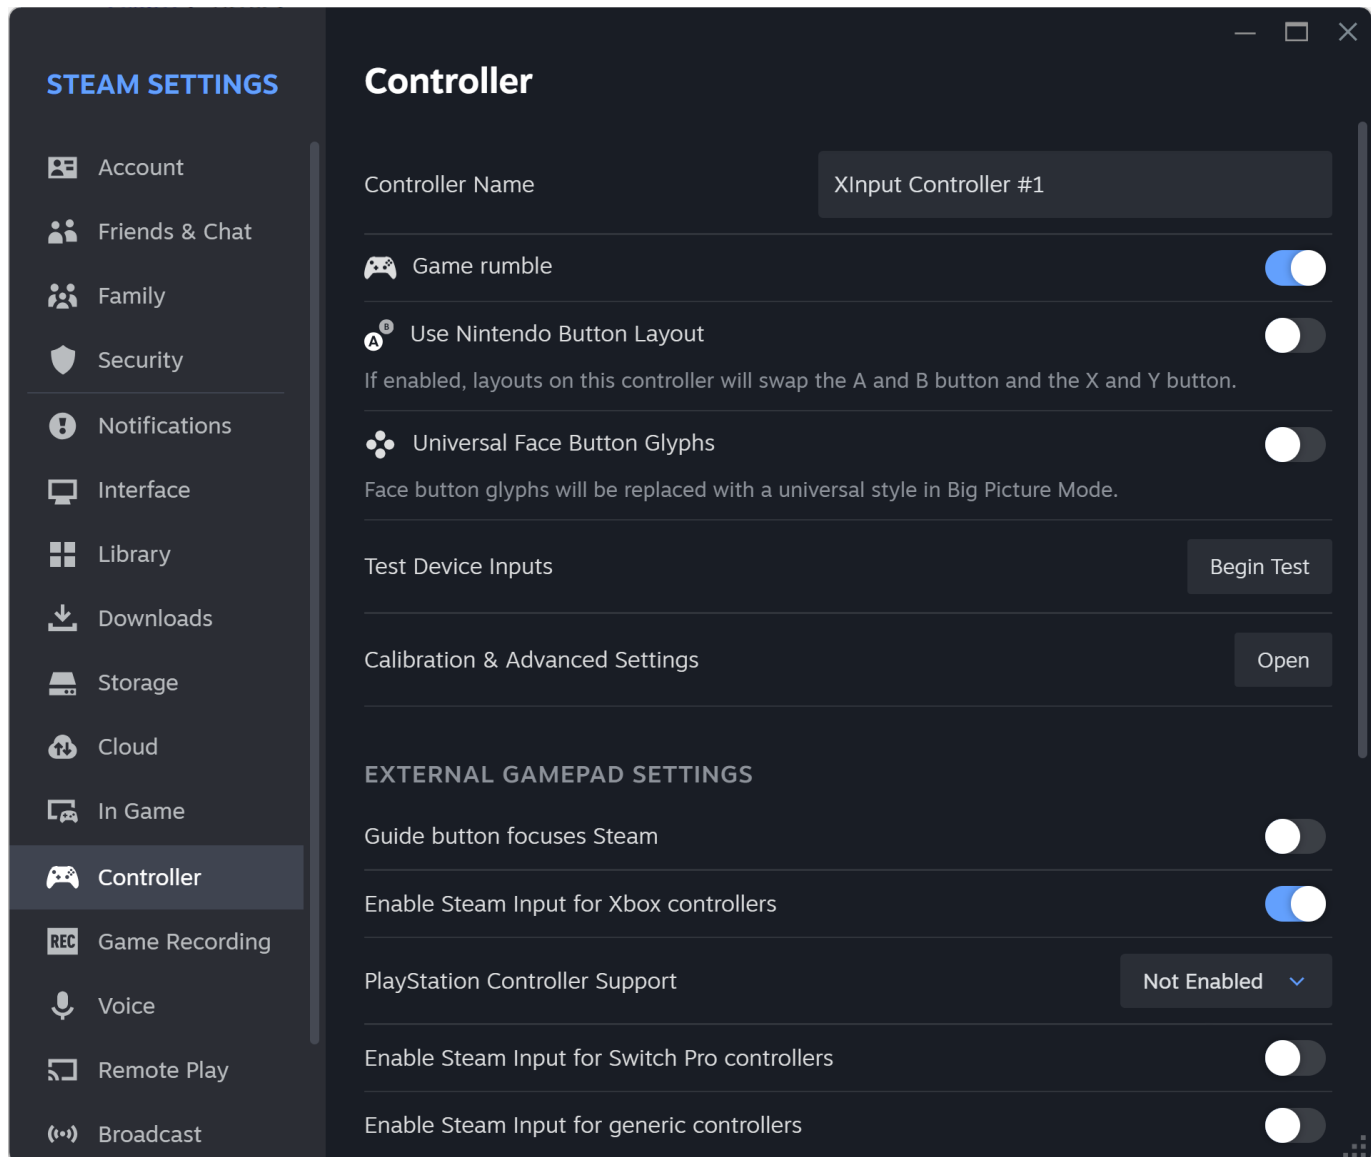 STEAM SETTINGS
Account
Friends & Chat
Family
Security
Notifications
Interface
Library
Downloads
Storage
Cloud
In Game
Controller
REC Game Recording
Voice
Remote Play
Broadcast
Controller
Controller Name
XInput Controller #1
Game rumble
A B Use Nintendo Button Layout
If enabled, layouts on this controller will swap the A and B button and the X and Y button.
Universal Face Button Glyphs
Face button glyphs will be replaced with a universal style in Big Picture Mode.
Test Device Inputs
Begin Test
Calibration & Advanced Settings
Open
EXTERNAL GAMEPAD SETTINGS
Guide button focuses Steam
Enable Steam Input for Xbox controllers
PlayStation Controller Support
Not Enabled
Enable Steam Input for Switch Pro controllers
Enable Steam Input for generic controllers